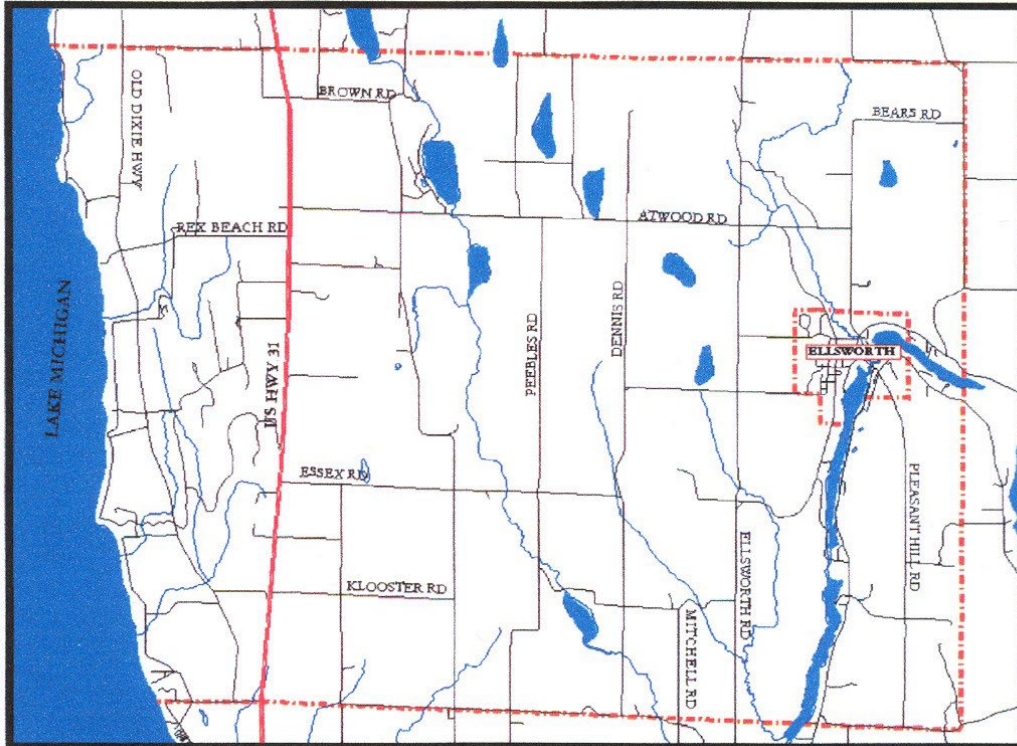 BROWN RD
BEARS RD
OLD DIXIE HWY
ATWOOD RD
REX BEACH RD
LAKE MICHIGAN
US HWY 31
PEEBLES RD
DENNIS RD
ELLSWORTH
ESSEX RD
PLEASANT HILL RD
ELLSWORTH RD
KLOOSTER RD
MITCHELL RD